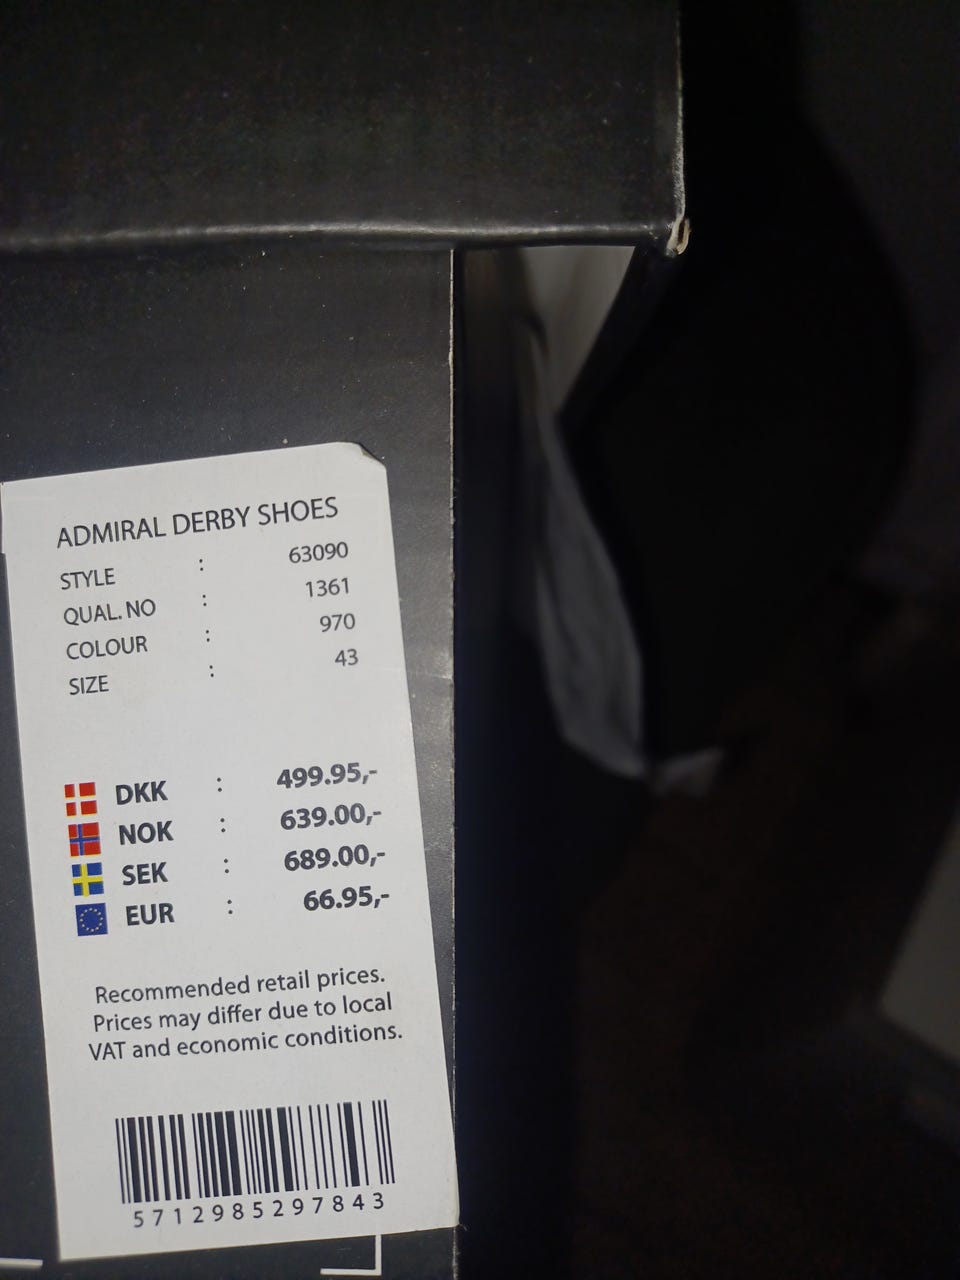 ADMIRAL DERBY SHOES
STYLE : 63090
QUAL. NO : 1361
COLOUR : 970
SIZE : 43
DKK : 499.95,-
NOK : 639.00,-
SEK : 689.00,-
EUR : 66.95,-
Recommended retail prices.
Prices may differ due to local
VAT and economic conditions.
5712985297843